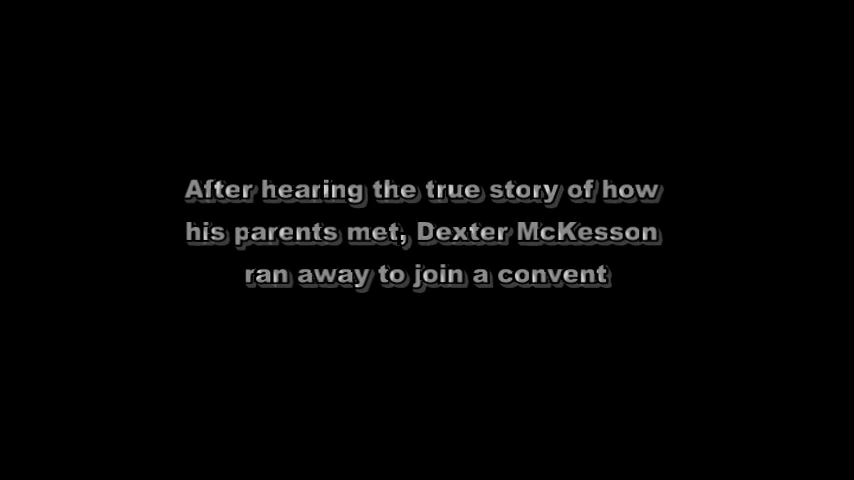 After hearing the true story of how
his parents met, Dexter McKesson
ran away to join a convent